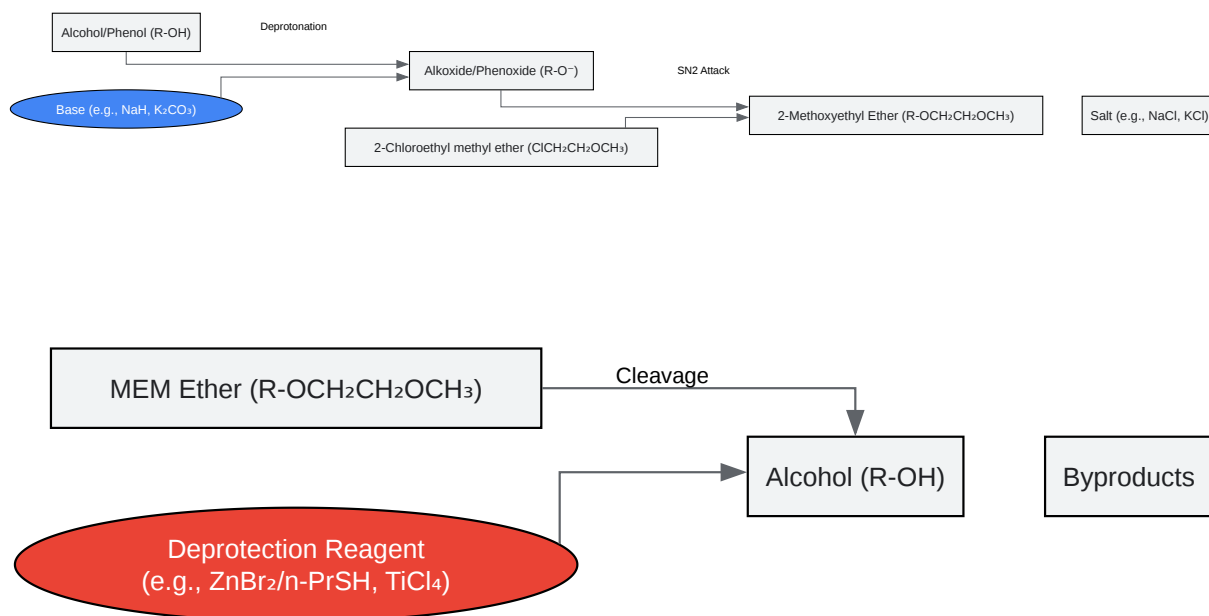 Alcohol/Phenol (R-OH)
Deprotonation
Base (e.g., NaH, K₂CO₃)
Alkoxide/Phenoxide (R-O⁻)
SN2 Attack
2-Chloroethyl methyl ether (ClCH₂CH₂OCH₃)
2-Methoxyethyl Ether (R-OCH₂CH₂OCH₃)
Salt (e.g., NaCl, KCl)
MEM Ether (R-OCH₂CH₂OCH₃)
Cleavage
Deprotection Reagent
(e.g., ZnBr₂/n-PrSH, TiCl₄)
Alcohol (R-OH)
Byproducts